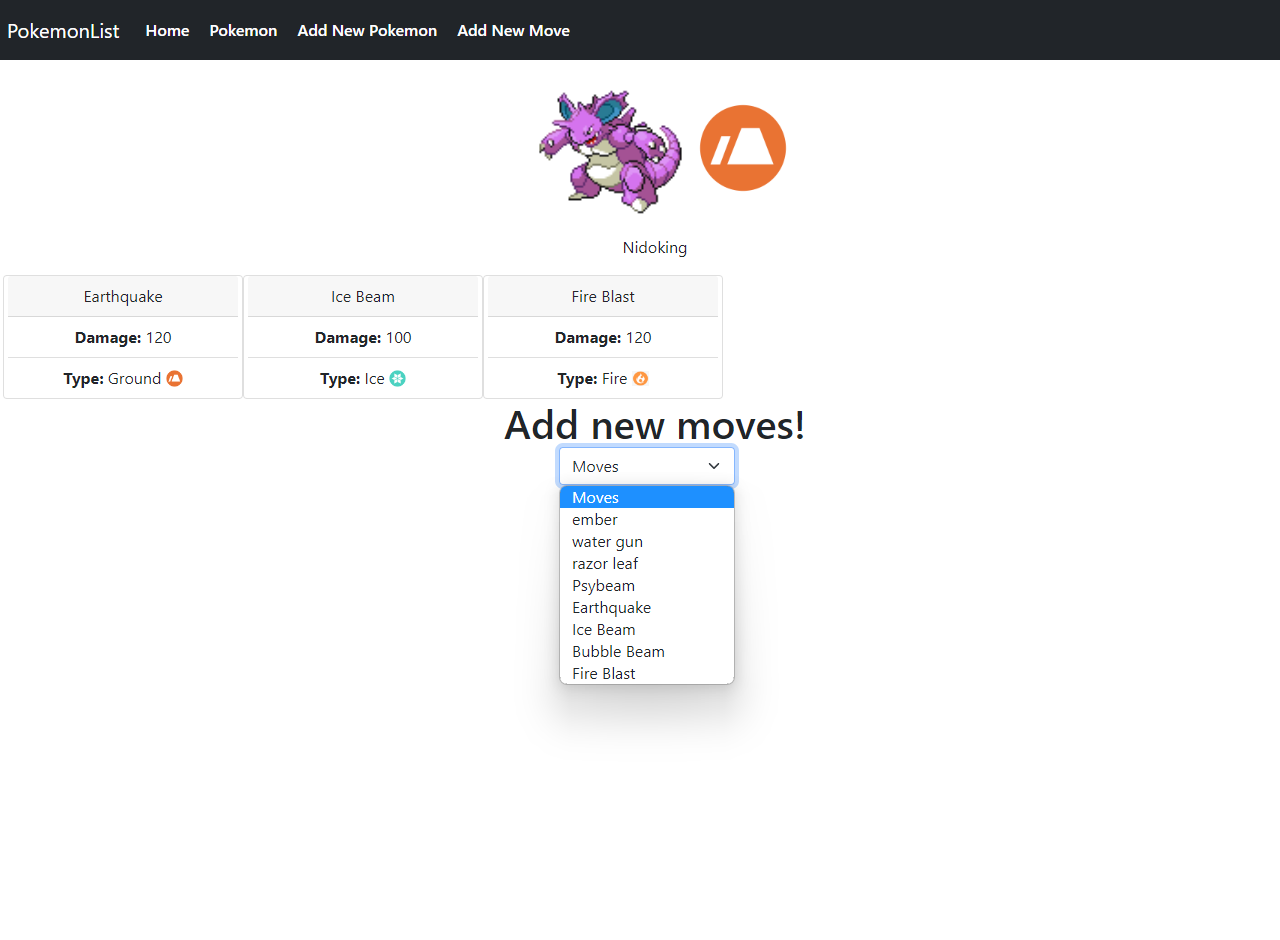 PokemonList Home Pokemon Add New Pokemon Add New Move
Nidoking
Earthquake Ice Beam Fire Blast
Damage: 120 Damage: 100 Damage: 120
Type: Ground Type: Ice Type: Fire
Add new moves!
Moves
Moves
ember
water gun
razor leaf
Psybeam
Earthquake
Ice Beam
Bubble Beam
Fire Blast